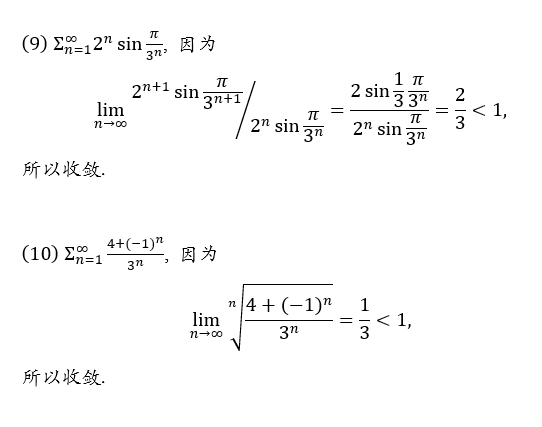 (9) Σ_{n=1}^{∞} 2^n sin π/3^n, 因为
lim_{n→∞} 2^{n+1} sin π/3^{n+1} / 2^n sin π/3^n = (2 sin 1/3 π/3^n)/(2^n sin π/3^n) = 2/3 < 1,
所以收敛.
(10) Σ_{n=1}^{∞} (4+(−1)^n)/3^n, 因为
lim_{n→∞} ⁿ√((4 + (−1)^n)/3^n) = 1/3 < 1,
所以收敛.